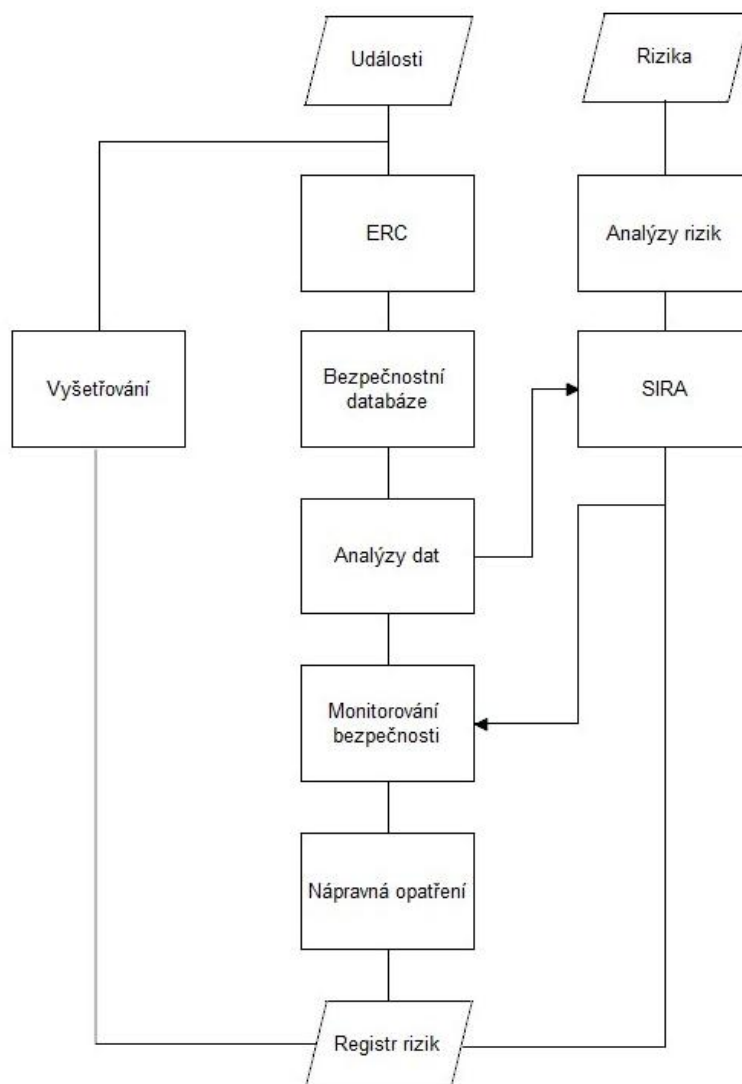 Události
Rizika
ERC
Analýzy rizik
Vyšetřování
Bezpečnostní
databáze
SIRA
Analýzy dat
Monitorování
bezpečnosti
Nápravná opatření
Registr rizik